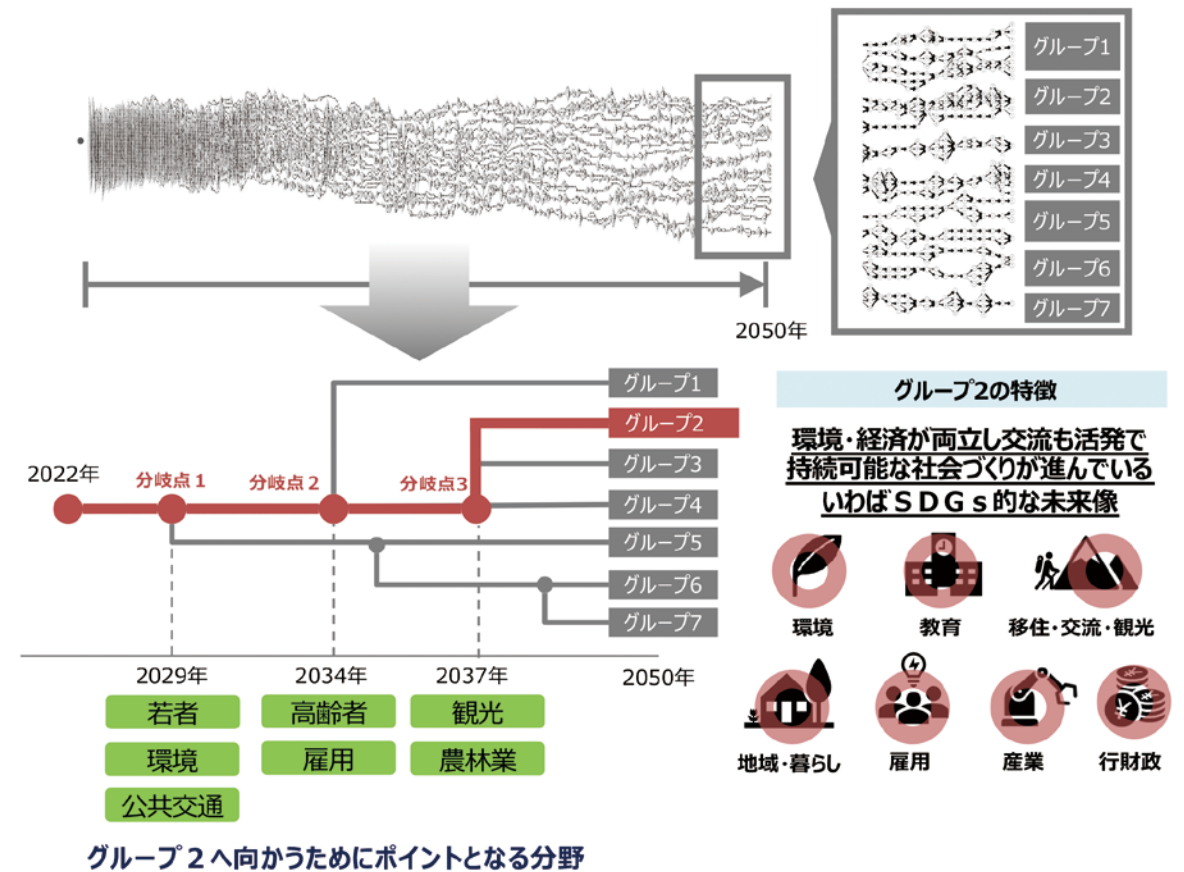 グループ1
グループ2
グループ3
グループ4
グループ5
グループ6
グループ7
2050年
グループ1
グループ2
グループ3
グループ4
グループ5
グループ6
グループ7
2022年
分岐点1
分岐点2
分岐点3
2029年
2034年
2037年
2050年
若者
高齢者
観光
環境
雇用
農林業
公共交通
グループ2へ向かうためにポイントとなる分野
グループ2の特徴
環境・経済が両立し交流も活発で
持続可能な社会づくりが進んでいる
いわばSDGs的な未来像
環境
教育
移住・交流・観光
地域・暮らし
雇用
産業
行財政